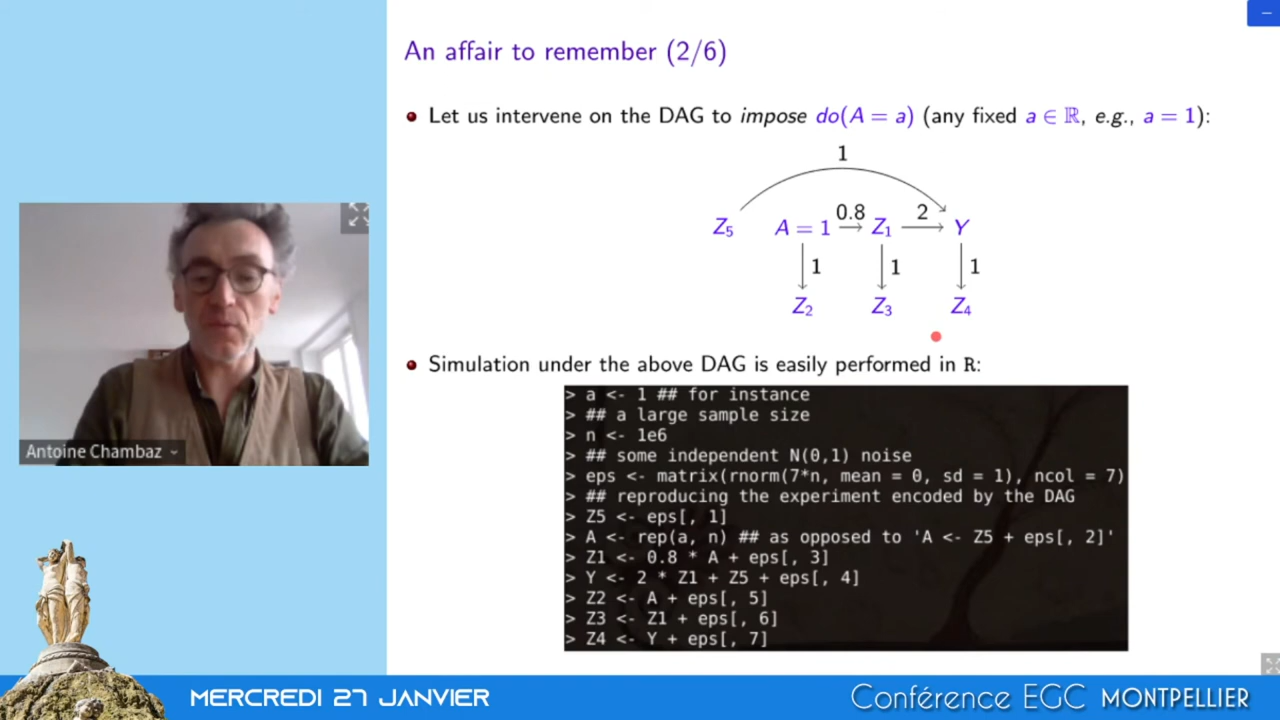 An affair to remember (2/6)
Let us intervene on the DAG to impose do(A = a) (any fixed a ∈ ℝ, e.g., a = 1):
1
0.8 2
Z5 A = 1 Z1 Y
1 1 1
Z2 Z3 Z4
Simulation under the above DAG is easily performed in R:
> a <- 1 ## for instance
> ## a large sample size
> n <- 1e6
> ## some independent N(0,1) noise
> eps <- matrix(rnorm(7*n, mean = 0, sd = 1), ncol = 7)
> ## reproducing the experiment encoded by the DAG
> Z5 <- eps[, 1]
> A <- rep(a, n) ## as opposed to 'A <- Z5 + eps[, 2]'
> Z1 <- 0.8 * A + eps[, 3]
> Y <- 2 * Z1 + Z5 + eps[, 4]
> Z2 <- A + eps[, 5]
> Z3 <- Z1 + eps[, 6]
> Z4 <- Y + eps[, 7]
Antoine Chambaz
MERCREDI 27 JANVIER
Conférence EGC MONTPELLIER